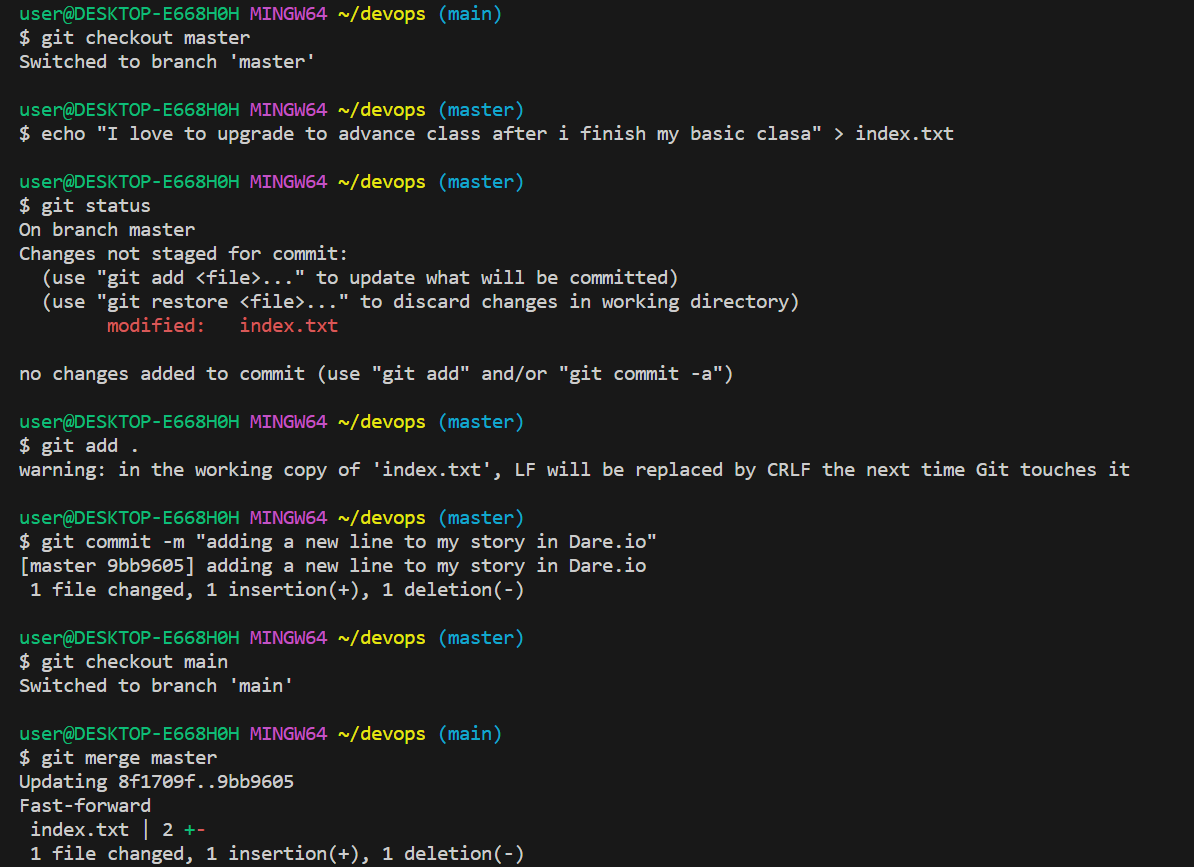 user@DESKTOP-E668H0H MINGW64 ~/devops (main)
$ git checkout master
Switched to branch 'master'
user@DESKTOP-E668H0H MINGW64 ~/devops (master)
$ echo "I love to upgrade to advance class after i finish my basic clasa" > index.txt
user@DESKTOP-E668H0H MINGW64 ~/devops (master)
$ git status
On branch master
Changes not staged for commit:
  (use "git add <file>..." to update what will be committed)
  (use "git restore <file>..." to discard changes in working directory)
        modified:   index.txt
no changes added to commit (use "git add" and/or "git commit -a")
user@DESKTOP-E668H0H MINGW64 ~/devops (master)
$ git add .
warning: in the working copy of 'index.txt', LF will be replaced by CRLF the next time Git touches it
user@DESKTOP-E668H0H MINGW64 ~/devops (master)
$ git commit -m "adding a new line to my story in Dare.io"
[master 9bb9605] adding a new line to my story in Dare.io
 1 file changed, 1 insertion(+), 1 deletion(-)
user@DESKTOP-E668H0H MINGW64 ~/devops (master)
$ git checkout main
Switched to branch 'main'
user@DESKTOP-E668H0H MINGW64 ~/devops (main)
$ git merge master
Updating 8f1709f..9bb9605
Fast-forward
 index.txt | 2 +-
 1 file changed, 1 insertion(+), 1 deletion(-)